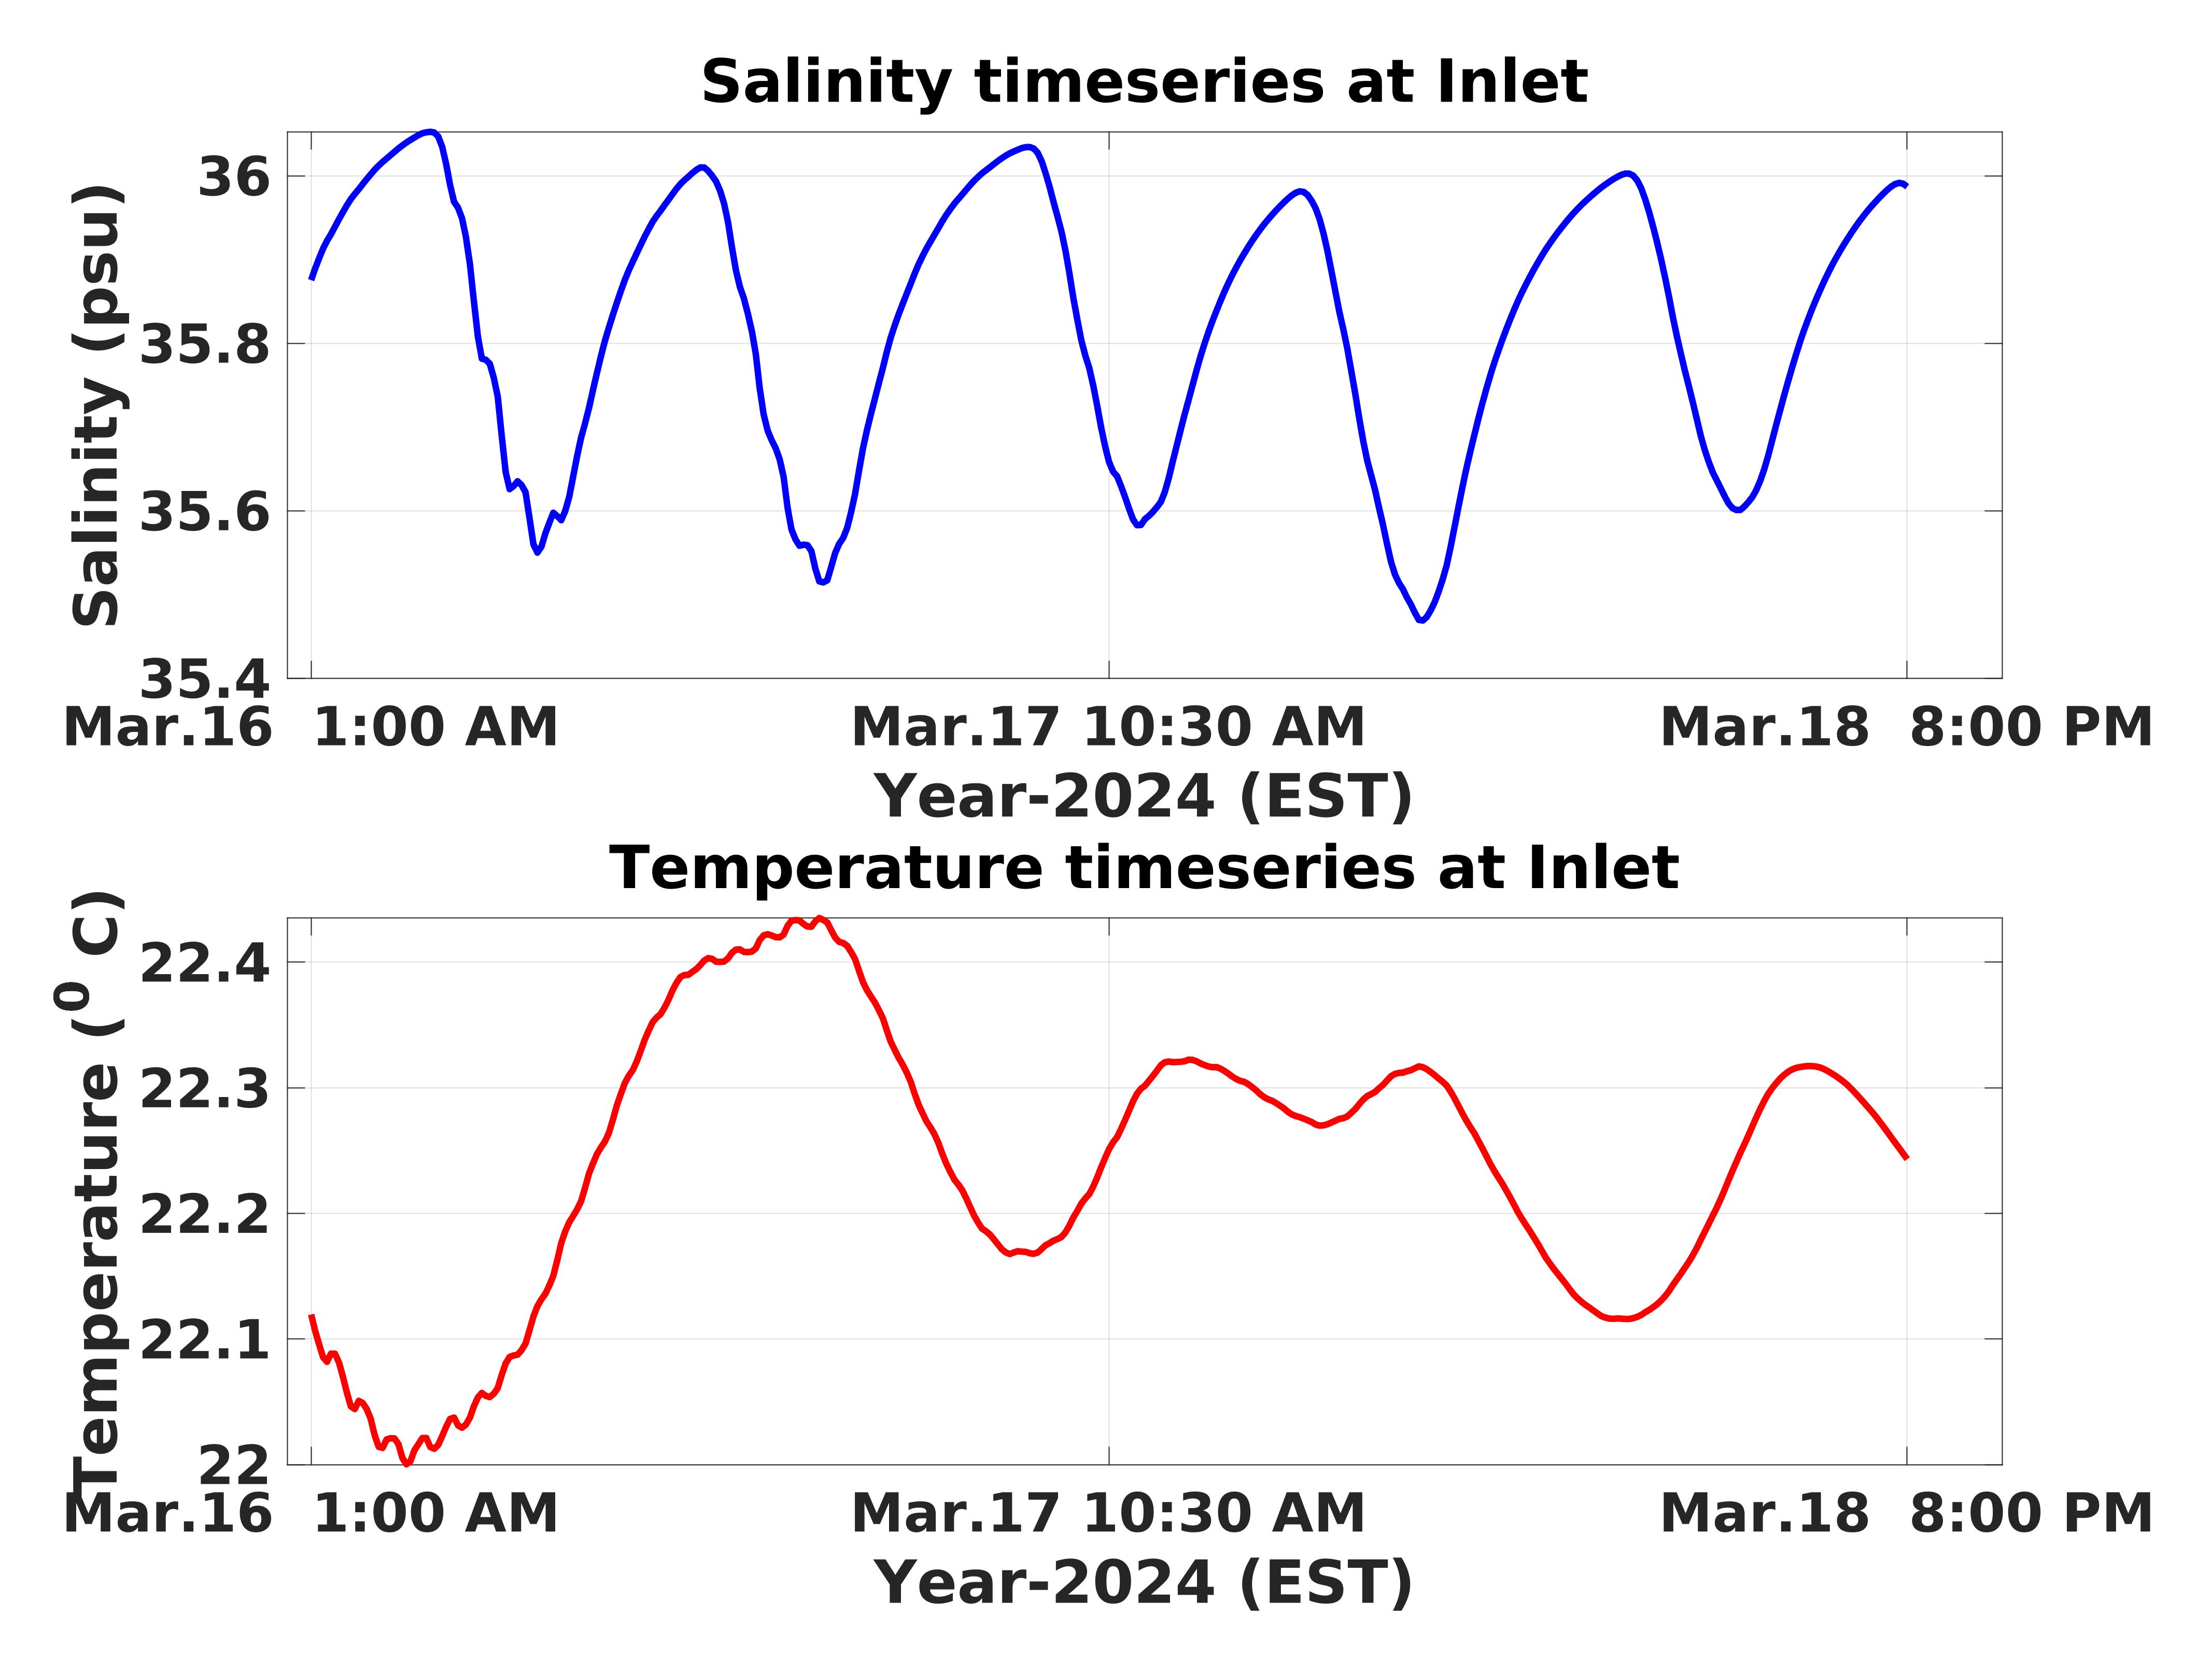 Salinity timeseries at Inlet
Salinity (psu)
36
35.8
35.6
35.4
Mar.16  1:00 AM
Mar.17 10:30 AM
Mar.18  8:00 PM
Year-2024 (EST)
Temperature timeseries at Inlet
Temperature (⁰ C)
22.4
22.3
22.2
22.1
22
Mar.16  1:00 AM
Mar.17 10:30 AM
Mar.18  8:00 PM
Year-2024 (EST)